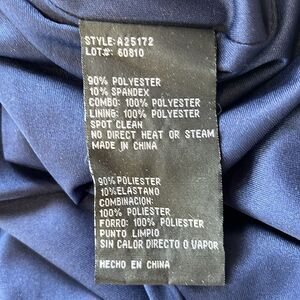 STYLE:A25172
LOT#: 60810
90% POLYESTER
10% SPANDEX
COMBO: 100% POLYESTER
LINING: 100% POLYESTER
SPOT CLEAN
NO DIRECT HEAT OR STEAM
MADE IN CHINA
90%POLIESTER
10%ELASTANO
COMBINACION:
100% POLIESTER
FORRO: 100% POLIESTER
PUNTO LIMPIO
SIN CALOR DIRECTO O VAPOR
HECHO EN CHINA